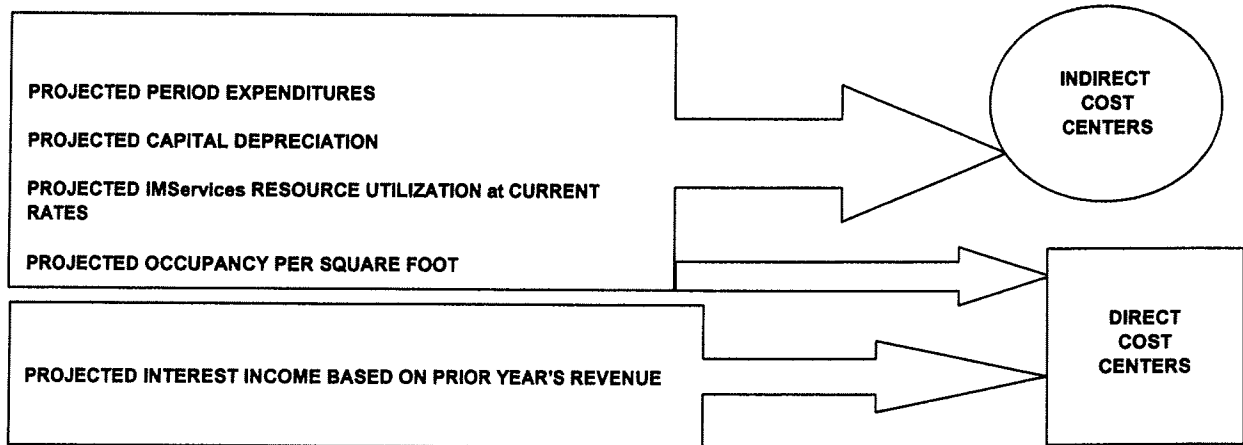 PROJECTED PERIOD EXPENDITURES
PROJECTED CAPITAL DEPRECIATION
PROJECTED IMServices RESOURCE UTILIZATION at CURRENT
RATES
PROJECTED OCCUPANCY PER SQUARE FOOT
INDIRECT
COST
CENTERS
PROJECTED INTEREST INCOME BASED ON PRIOR YEAR'S REVENUE
DIRECT
COST
CENTERS